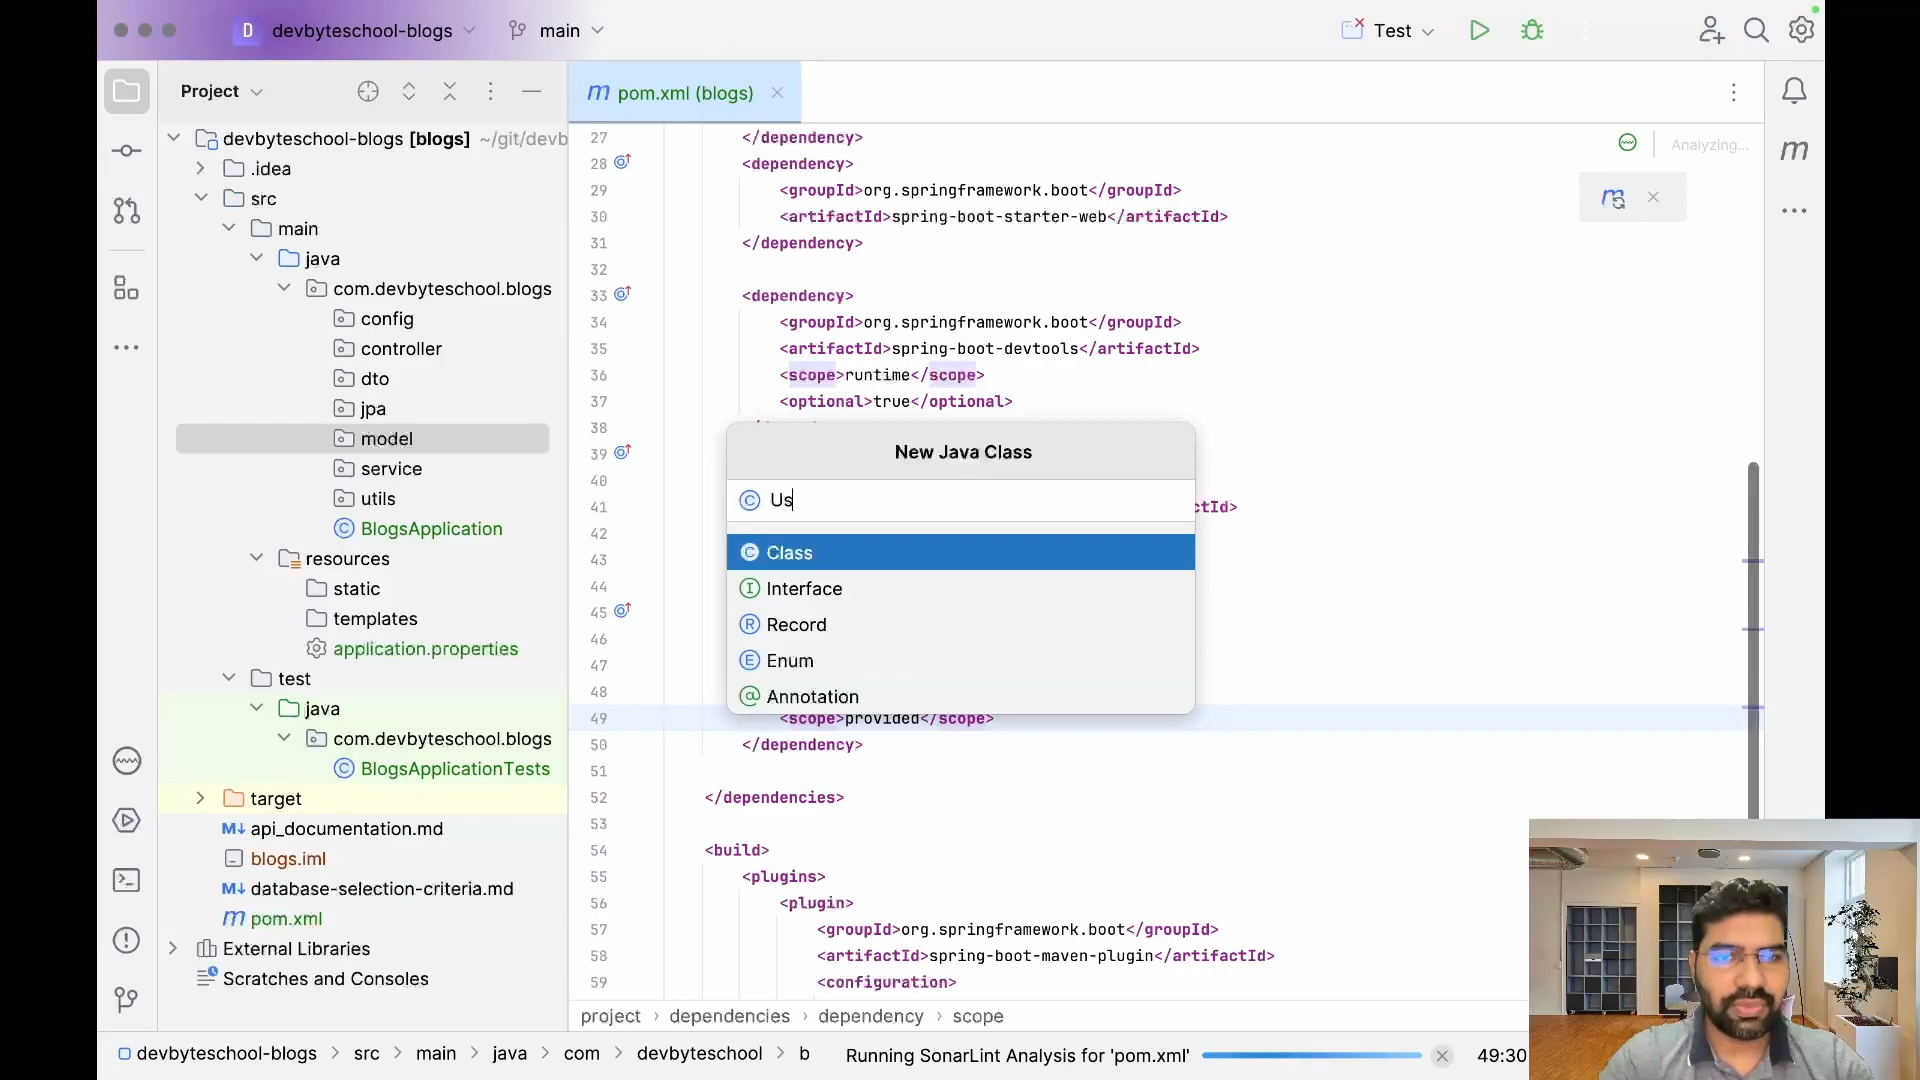 D devbyteschool-blogs main Test
Project
pom.xml (blogs)
devbyteschool-blogs [blogs] ~/git/devb
.idea
src
main
java
com.devbyteschool.blogs
config
controller
dto
jpa
model
service
utils
BlogsApplication
resources
static
templates
application.properties
test
java
com.devbyteschool.blogs
BlogsApplicationTests
target
api_documentation.md
blogs.iml
database-selection-criteria.md
pom.xml
External Libraries
Scratches and Consoles
Analyzing...
27 </dependency>
28 <dependency>
29 <groupId>org.springframework.boot</groupId>
30 <artifactId>spring-boot-starter-web</artifactId>
31 </dependency>
32
33 <dependency>
34 <groupId>org.springframework.boot</groupId>
35 <artifactId>spring-boot-devtools</artifactId>
36 <scope>runtime</scope>
37 <optional>true</optional>
38
39
40
41 ctId>
42
43
44
45
46
47
48
49 <scope>provided</scope>
50 </dependency>
51
52 </dependencies>
53
54 <build>
55 <plugins>
56 <plugin>
57 <groupId>org.springframework.boot</groupId>
58 <artifactId>spring-boot-maven-plugin</artifactId>
59 <configuration>
New Java Class
Us
Class
Interface
Record
Enum
Annotation
project › dependencies › dependency › scope
devbyteschool-blogs > src > main > java > com > devbyteschool > b
Running SonarLint Analysis for 'pom.xml'
49:30